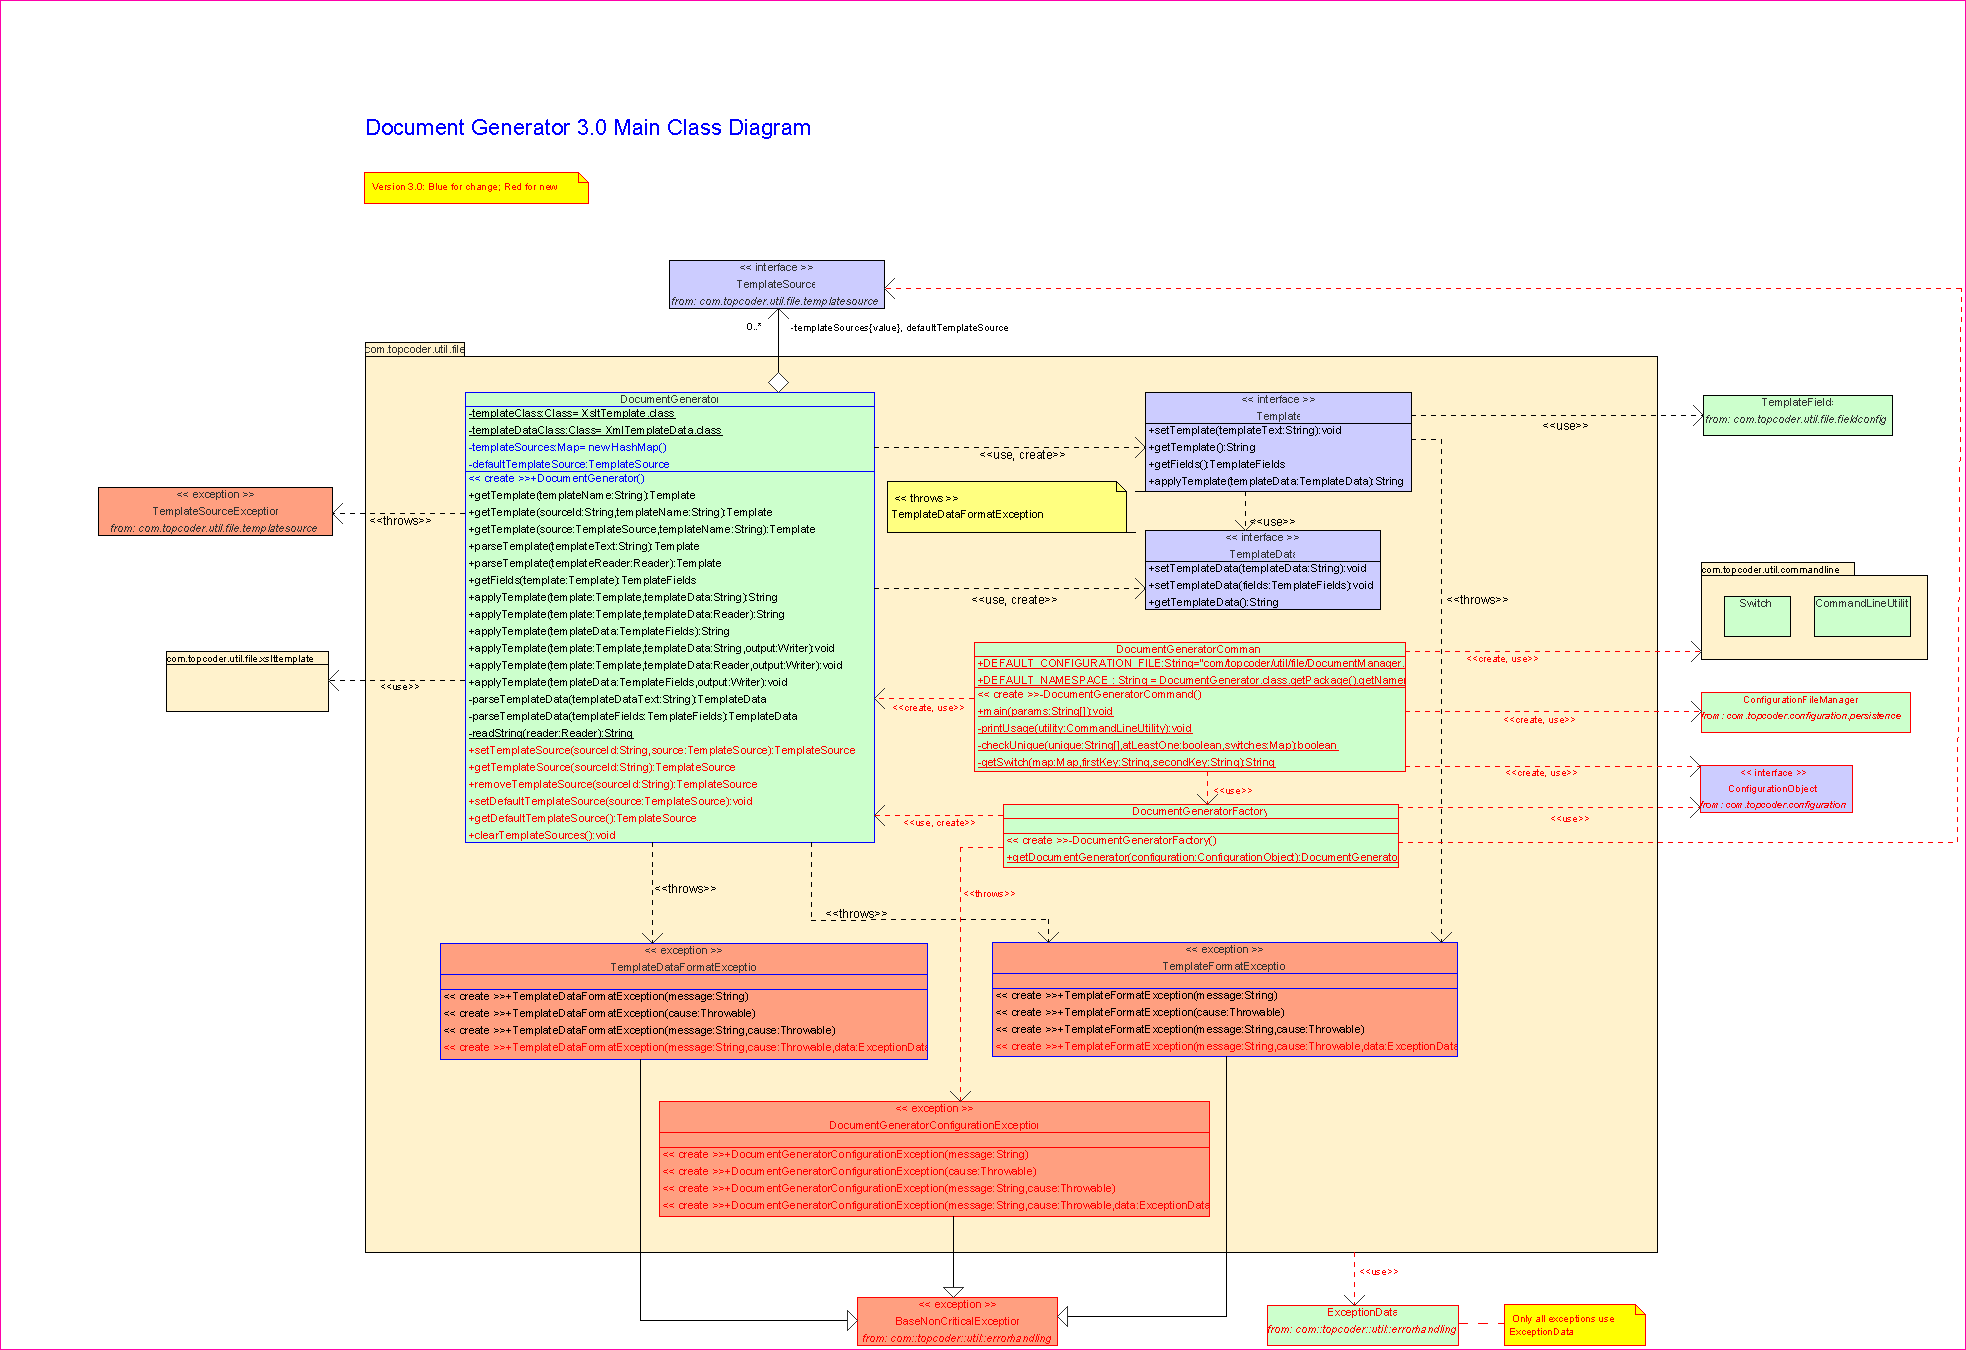 Document Generator 3.0 Main Class Diagram
Version 3.0: Blue for change; Red for new
<< interface >>
TemplateSource
from: com.topcoder.util.file.templatesource
0..*
-templateSources{value}, defaultTemplateSource
com.topcoder.util.file
DocumentGenerator
-templateClass:Class= XsltTemplate.class
-templateDataClass:Class= XmlTemplateData.class
-templateSources:Map= new HashMap()
-defaultTemplateSource:TemplateSource
<< create >>+DocumentGenerator()
+getTemplate(templateName:String):Template
+getTemplate(sourceId:String,templateName:String):Template
+getTemplate(source:TemplateSource,templateName:String):Template
+parseTemplate(templateText:String):Template
+parseTemplate(templateReader:Reader):Template
+getFields(template:Template):TemplateFields
+applyTemplate(template:Template,templateData:String):String
+applyTemplate(template:Template,templateData:Reader):String
+applyTemplate(templateData:TemplateFields):String
+applyTemplate(template:Template,templateData:String,output:Writer):void
+applyTemplate(template:Template,templateData:Reader,output:Writer):void
+applyTemplate(templateData:TemplateFields,output:Writer):void
-parseTemplateData(templateDataText:String):TemplateData
-parseTemplateData(templateFields:TemplateFields):TemplateData
-readString(reader:Reader):String
+setTemplateSource(sourceId:String,source:TemplateSource):TemplateSource
+getTemplateSource(sourceId:String):TemplateSource
+removeTemplateSource(sourceId:String):TemplateSource
+setDefaultTemplateSource(source:TemplateSource):void
+getDefaultTemplateSource():TemplateSource
+clearTemplateSources():void
<< exception >>
TemplateSourceException
from: com.topcoder.util.file.templatesource
<<throws>>
com.topcoder.util.file.xslttemplate
<<use>>
<<use, create>>
<< interface >>
Template
+setTemplate(templateText:String):void
+getTemplate():String
+getFields():TemplateFields
+applyTemplate(templateData:TemplateData):String
<<use>>
TemplateField
from: com.topcoder.util.file.fieldconfig
<< throws >>
TemplateDataFormatException
<<use>>
<< interface >>
TemplateData
+setTemplateData(templateData:String):void
+setTemplateData(fields:TemplateFields):void
+getTemplateData():String
<<use, create>>
<<throws>>
com.topcoder.util.commandline
Switch
CommandLineUtilit
DocumentGeneratorComman
+DEFAULT_CONFIGURATION_FILE:String="com/topcoder/util/file/DocumentManager.
+DEFAULT_NAMESPACE : String = DocumentGenerator.class.getPackage().getName
<< create >>-DocumentGeneratorCommand()
+main(params:String[]):void
-printUsage(utility:CommandLineUtility):void
-checkUnique(unique:String[],atLeastOne:boolean,switches:Map):boolean
-getSwitch(map:Map,firstKey:String,secondKey:String):String
<<create, use>>
<<create, use>>
<<create, use>>
ConfigurationFileManager
from: com.topcoder.configuration.persistence
<<create, use>>
<< interface >>
ConfigurationObject
from: com.topcoder.configuration
<<use>>
<<use>>
DocumentGeneratorFactory
<< create >>-DocumentGeneratorFactory()
+getDocumentGenerator(configuration:ConfigurationObject):DocumentGenerato
<<use, create>>
<<throws>>
<<throws>>
<<throws>>
<< exception >>
TemplateDataFormatExceptio
<< create >>+TemplateDataFormatException(message:String)
<< create >>+TemplateDataFormatException(cause:Throwable)
<< create >>+TemplateDataFormatException(message:String,cause:Throwable)
<< create >>+TemplateDataFormatException(message:String,cause:Throwable,data:ExceptionData
<< exception >>
TemplateFormatExceptio
<< create >>+TemplateFormatException(message:String)
<< create >>+TemplateFormatException(cause:Throwable)
<< create >>+TemplateFormatException(message:String,cause:Throwable)
<< create >>+TemplateFormatException(message:String,cause:Throwable,data:ExceptionData
<< exception >>
DocumentGeneratorConfigurationException
<< create >>+DocumentGeneratorConfigurationException(message:String)
<< create >>+DocumentGeneratorConfigurationException(cause:Throwable)
<< create >>+DocumentGeneratorConfigurationException(message:String,cause:Throwable)
<< create >>+DocumentGeneratorConfigurationException(message:String,cause:Throwable,data:ExceptionData
<< exception >>
BaseNonCriticalException
from: com::topcoder::util::errorhandling
<<use>>
ExceptionData
from: com::topcoder::util::errorhandling
Only all exceptions use
ExceptionData